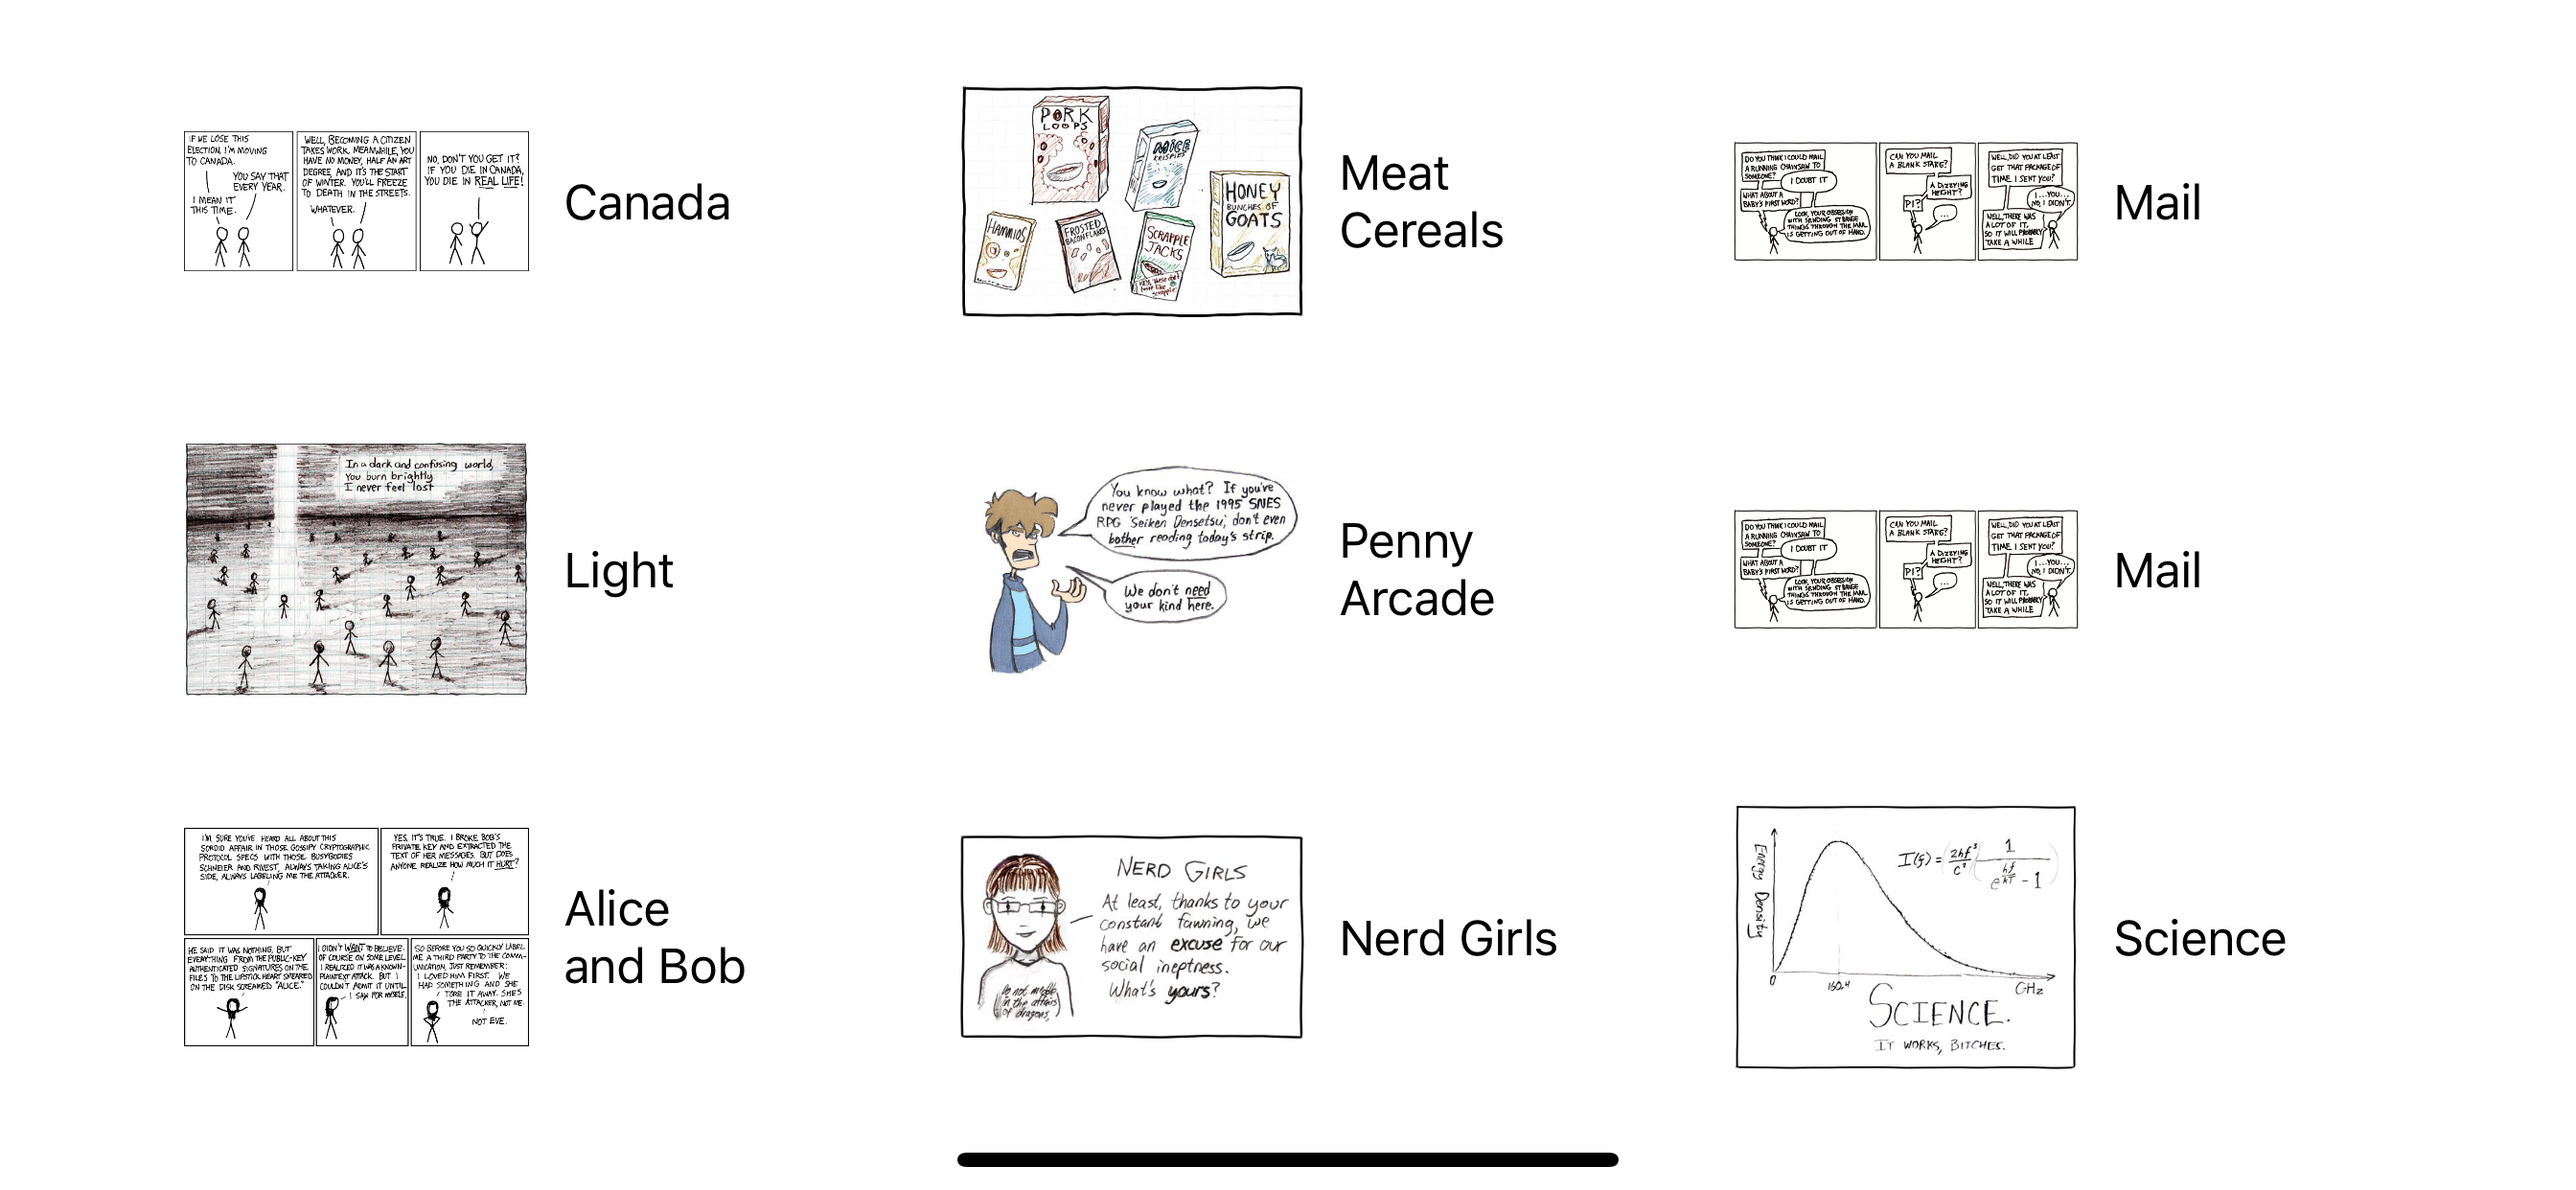 IF WE LOSE THIS
ELECTION, I'M MOVING
TO CANADA.
YOU SAY THAT
EVERY YEAR.
I MEAN IT
THIS TIME.
WELL, BECOMING A CITIZEN
TAKES WORK. MEANWHILE, YOU
HAVE NO MONEY, HALF AN ART
DEGREE, AND IT'S THE START
OF WINTER. YOU'LL FREEZE
TO DEATH IN THE STREETS.
WHATEVER.
NO, DON'T YOU GET IT?
IF YOU DIE IN CANADA,
YOU DIE IN REAL LIFE!
Canada
PORK
LOOPS
MICE
KRISPIES
HONEY
BUNCHES OF
GOATS
HAMMIOS
FROSTED
BACON FLAKES
SCRAPPLE
JACKS
Meat
Cereals
DO YOU THINK I COULD MAIL
A RUNNING CHAINSAW TO
SOMEONE?
I DOUBT IT
WHAT ABOUT A
BABY'S FIRST WORD?
LOOK, YOUR OBSESSION
WITH SENDING STRANGE
THINGS THROUGH THE MAIL
IS GETTING OUT OF HAND.
CAN YOU MAIL
A BLANK STARE?
A DIZZYING
HEIGHT?
PI?
...
WELL, DID YOU AT LEAST
GET THAT PACKAGE OF
TIME I SENT YOU?
I...YOU...
NO, I DIDN'T.
WELL, THERE WAS
A LOT OF IT,
SO IT WILL PROBABLY
TAKE A WHILE
Mail
In a dark and confusing world,
You burn brightly
I never feel lost
Light
You know what? If you've
never played the 1995 SNES
RPG 'Seiken Densetsu', don't even
bother reading today's strip.
We don't need
your kind here.
Penny
Arcade
DO YOU THINK I COULD MAIL
A RUNNING CHAINSAW TO
SOMEONE?
I DOUBT IT
WHAT ABOUT A
BABY'S FIRST WORD?
LOOK, YOUR OBSESSION
WITH SENDING STRANGE
THINGS THROUGH THE MAIL
IS GETTING OUT OF HAND.
CAN YOU MAIL
A BLANK STARE?
A DIZZYING
HEIGHT?
PI?
...
WELL, DID YOU AT LEAST
GET THAT PACKAGE OF
TIME I SENT YOU?
I...YOU...
NO, I DIDN'T.
WELL, THERE WAS
A LOT OF IT,
SO IT WILL PROBABLY
TAKE A WHILE
Mail
I'M SURE YOU'VE HEARD ALL ABOUT THIS
SORDID AFFAIR IN THOSE GOSSIPY CRYPTOGRAPHIC
PROTOCOL SPECS WITH THOSE BUSYBODIES
SCHNEIER AND RIVEST, ALWAYS TAKING ALICE'S
SIDE, ALWAYS LABELING ME THE ATTACKER.
YES, IT'S TRUE. I BROKE BOB'S
PRIVATE KEY AND EXTRACTED THE
TEXT OF HER MESSAGES. BUT DOES
ANYONE REALIZE HOW MUCH IT HURT?
HE SAID IT WAS NOTHING, BUT
EVERYTHING FROM THE PUBLIC-KEY
AUTHENTICATED SIGNATURES ON THE
FILES TO THE LIPSTICK HEART SMEARED
ON THE DISK SCREAMED "ALICE."
I DIDN'T WANT TO BELIEVE.
OF COURSE ON SOME LEVEL
I REALIZED IT WAS A KNOWN-
PLAINTEXT ATTACK. BUT I
COULDN'T ADMIT IT UNTIL
I SAW FOR MYSELF.
SO BEFORE YOU SO QUICKLY LABEL
ME A THIRD PARTY TO THE COMM-
UNICATION, JUST REMEMBER:
I LOVED HIM FIRST. WE
HAD SOMETHING AND SHE
TORE IT AWAY. SHE'S
THE ATTACKER, NOT ME.
NOT EVE.
Alice
and Bob
NERD GIRLS
At least, thanks to your
constant fawning, we
have an excuse for our
social ineptness.
What's yours?
Do not meddle
in the affairs
of dragons,
Nerd Girls
Energy Density
I(f) = (2hf³/c²)(1/(e^(hf/kT) - 1))
0
160.4
GHz
SCIENCE.
IT WORKS, BITCHES.
Science